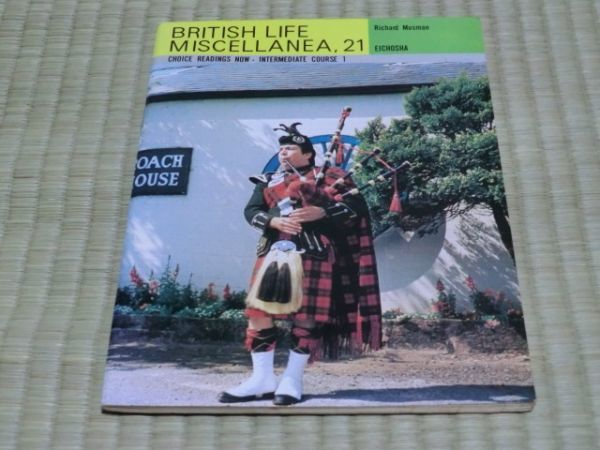 BRITISH LIFE
MISCELLANEA, 21
Richard Musman
EICHOSHA
CHOICE READINGS NOW · INTERMEDIATE COURSE 1
OACH
OUSE